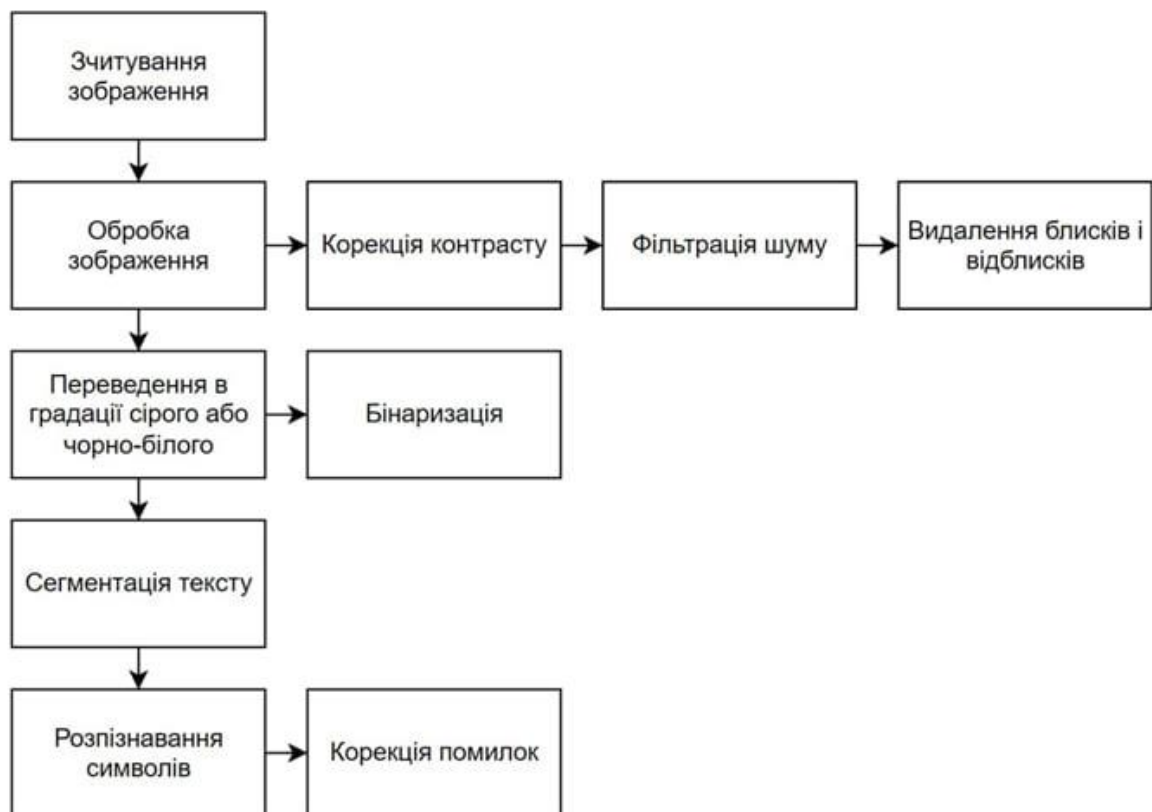 Зчитування
зображення
Обробка
зображення
Корекція контрасту
Фільтрація шуму
Видалення блисків і
відблисків
Переведення в
градації сірого або
чорно-білого
Бінаризація
Сегментація тексту
Розпізнавання
символів
Корекція помилок